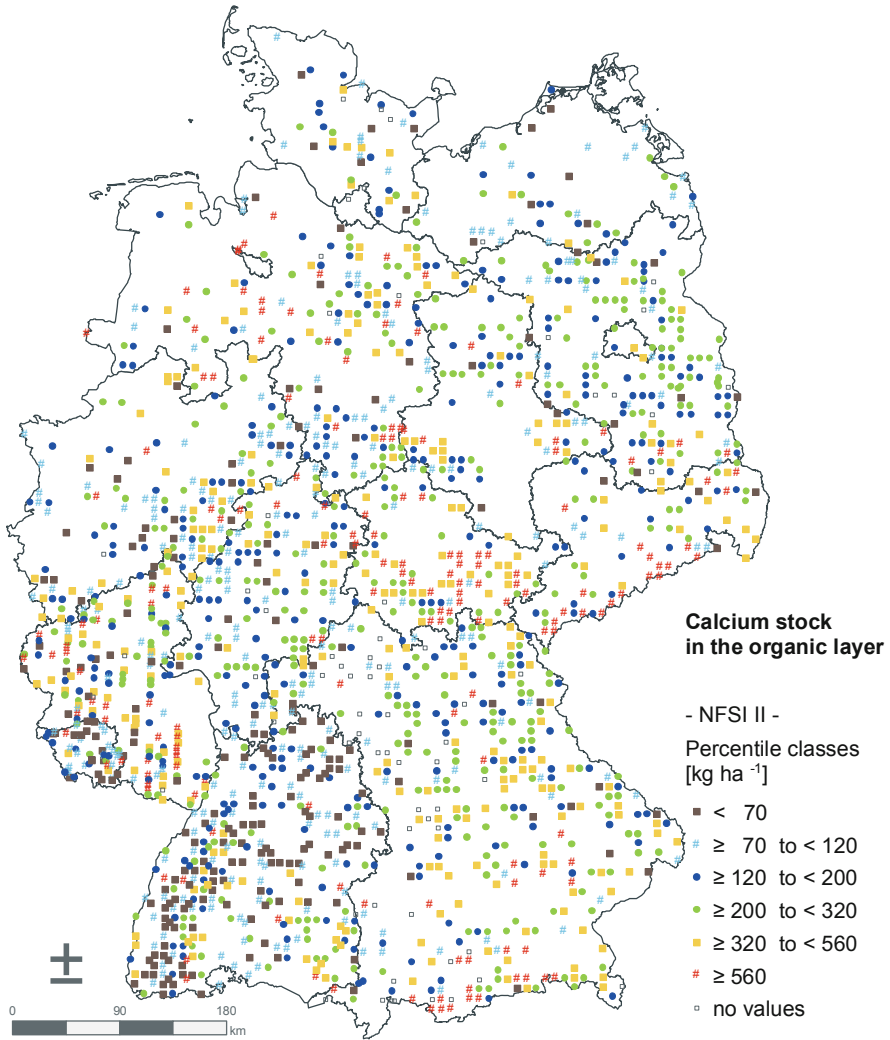 Calcium stock
in the organic layer
- NFSI II -
Percentile classes
[kg ha -1]
< 70
≥ 70 to < 120
≥ 120 to < 200
≥ 200 to < 320
≥ 320 to < 560
≥ 560
no values
0 90 180
km